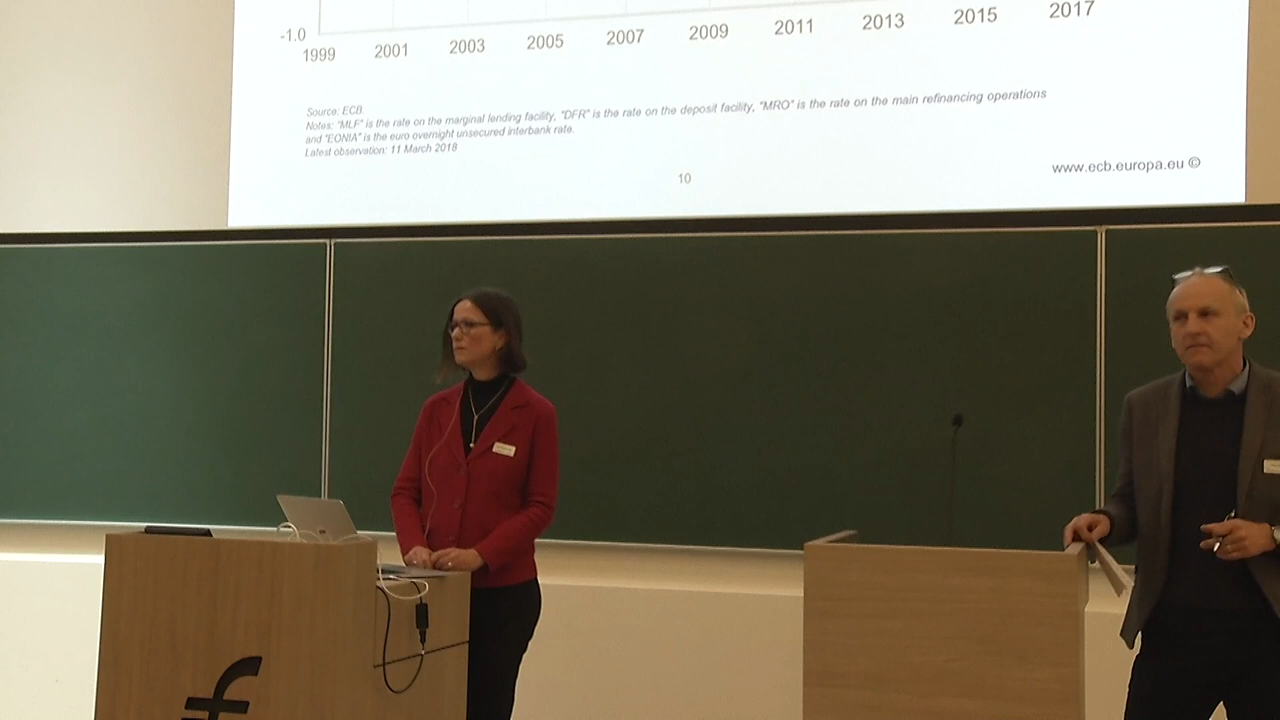 -1.0
1999 2001 2003 2005 2007 2009 2011 2013 2015 2017
Source: ECB.
Notes: "MLF" is the rate on the marginal lending facility, "DFR" is the rate on the deposit facility, "MRO" is the rate on the main refinancing operations
and "EONIA" is the euro overnight unsecured interbank rate.
Latest observation: 11 March 2018
10
www.ecb.europa.eu ©